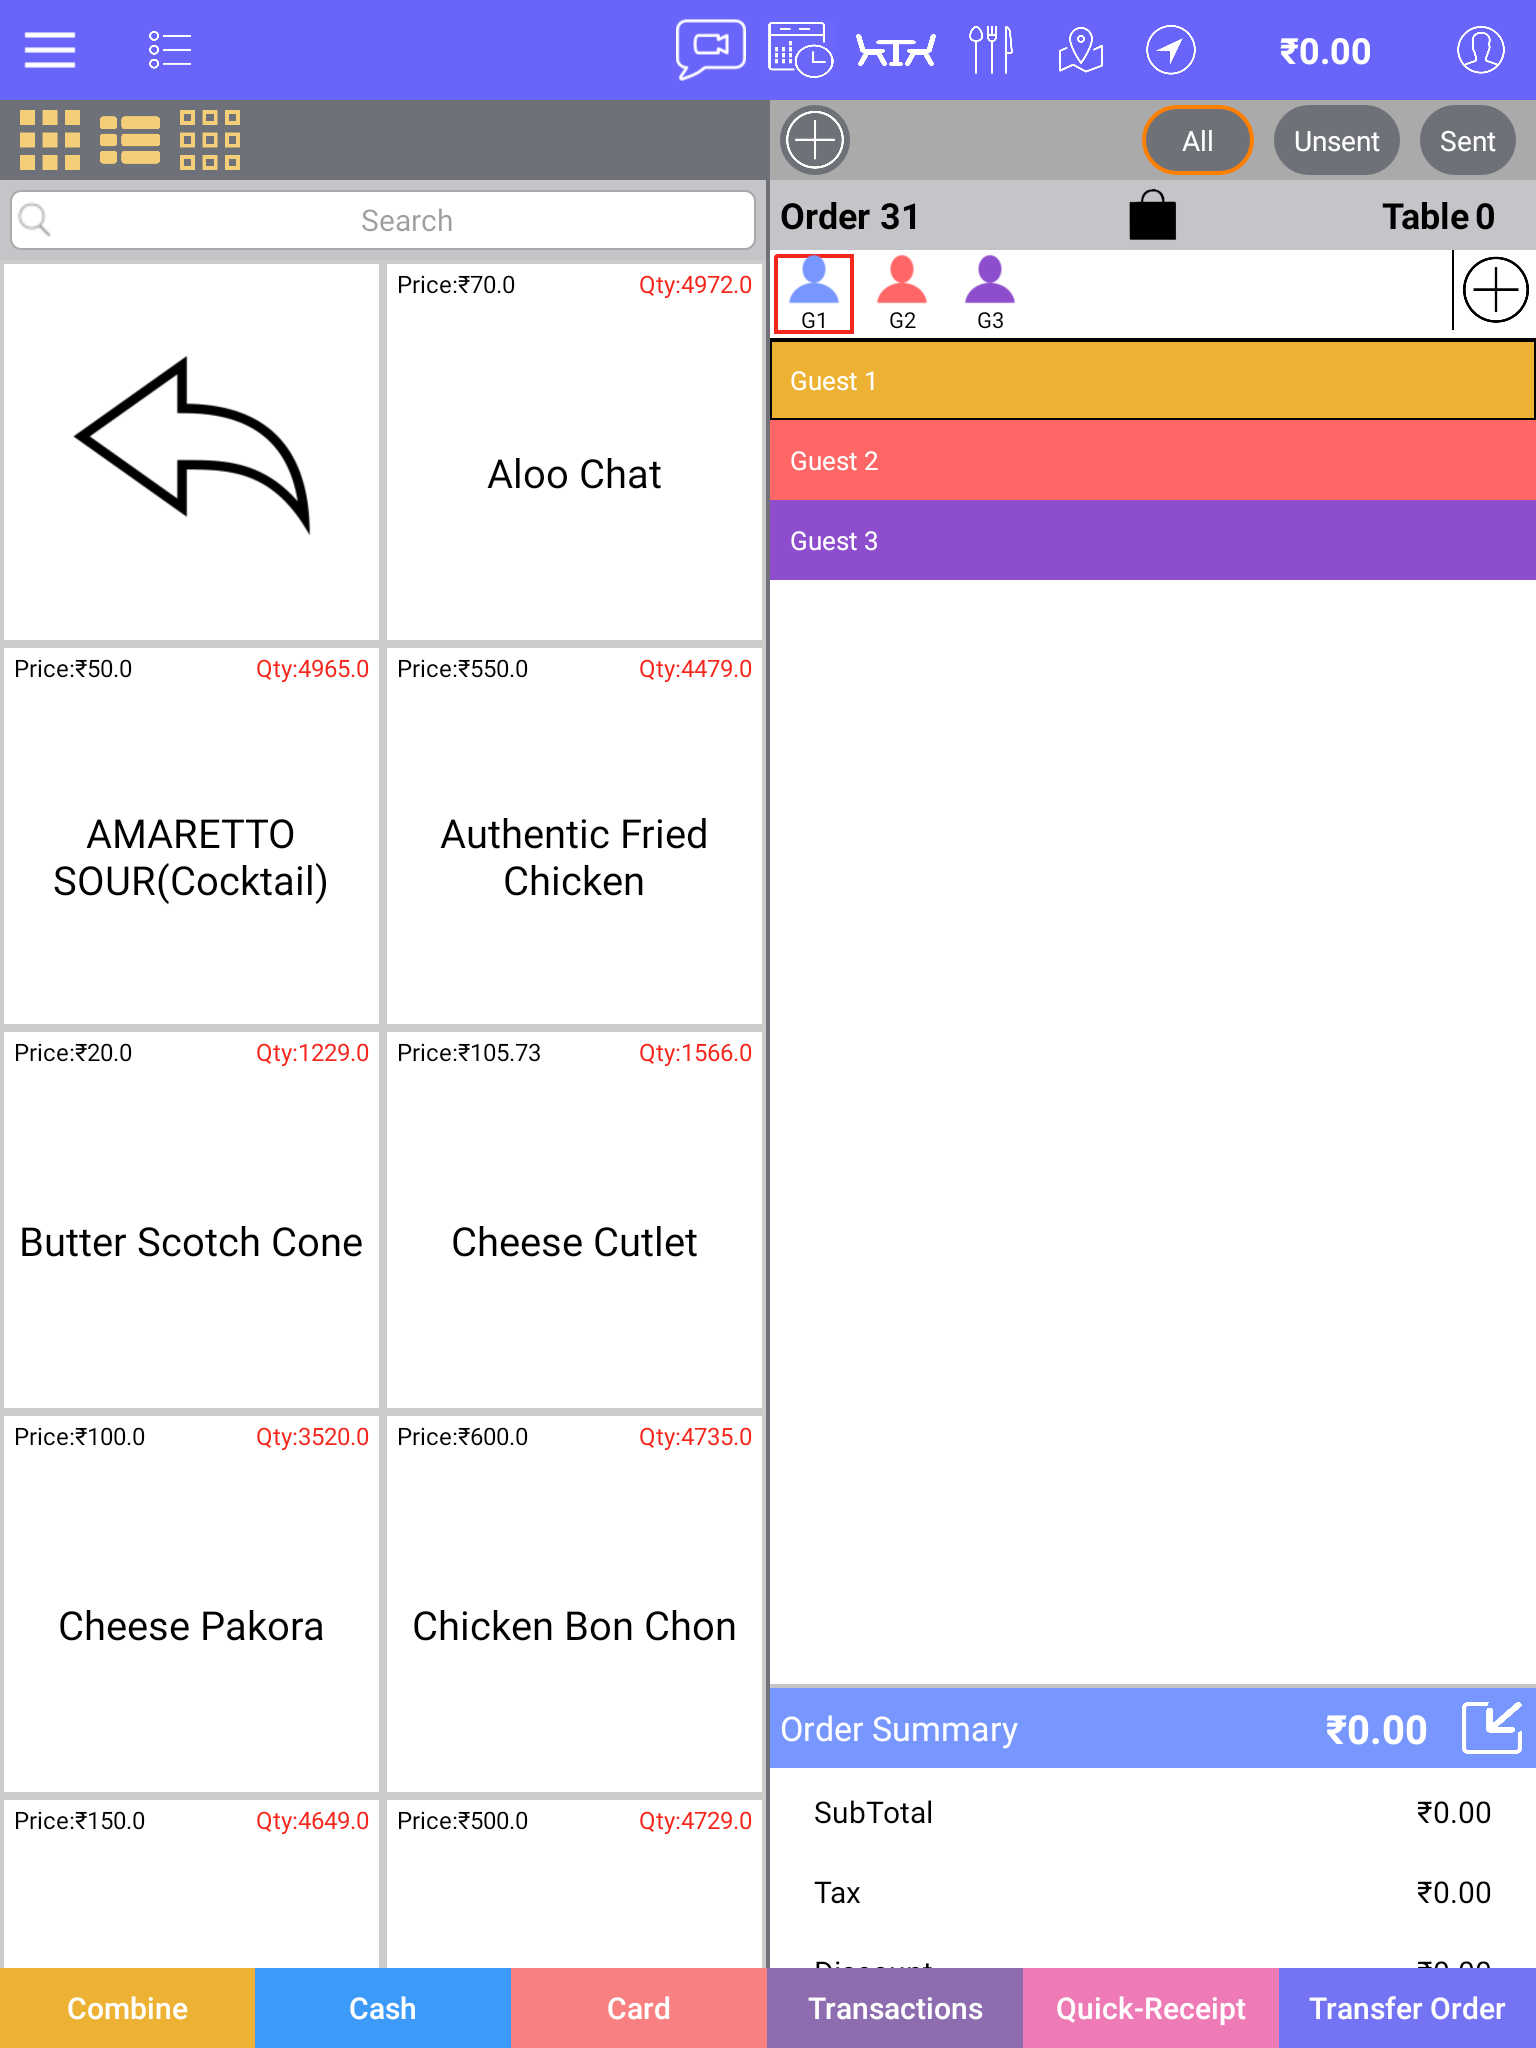 ₹0.00
All
Unsent
Sent
Search
Order 31
Table 0
G1
G2
G3
Guest 1
Guest 2
Guest 3
Price:₹70.0
Qty:4972.0
Aloo Chat
Price:₹50.0
Qty:4965.0
AMARETTO
SOUR(Cocktail)
Price:₹550.0
Qty:4479.0
Authentic Fried
Chicken
Price:₹20.0
Qty:1229.0
Butter Scotch Cone
Price:₹105.73
Qty:1566.0
Cheese Cutlet
Price:₹100.0
Qty:3520.0
Cheese Pakora
Price:₹600.0
Qty:4735.0
Chicken Bon Chon
Price:₹150.0
Qty:4649.0
Price:₹500.0
Qty:4729.0
Order Summary
₹0.00
SubTotal
₹0.00
Tax
₹0.00
Discount
₹0.00
Combine
Cash
Card
Transactions
Quick-Receipt
Transfer Order